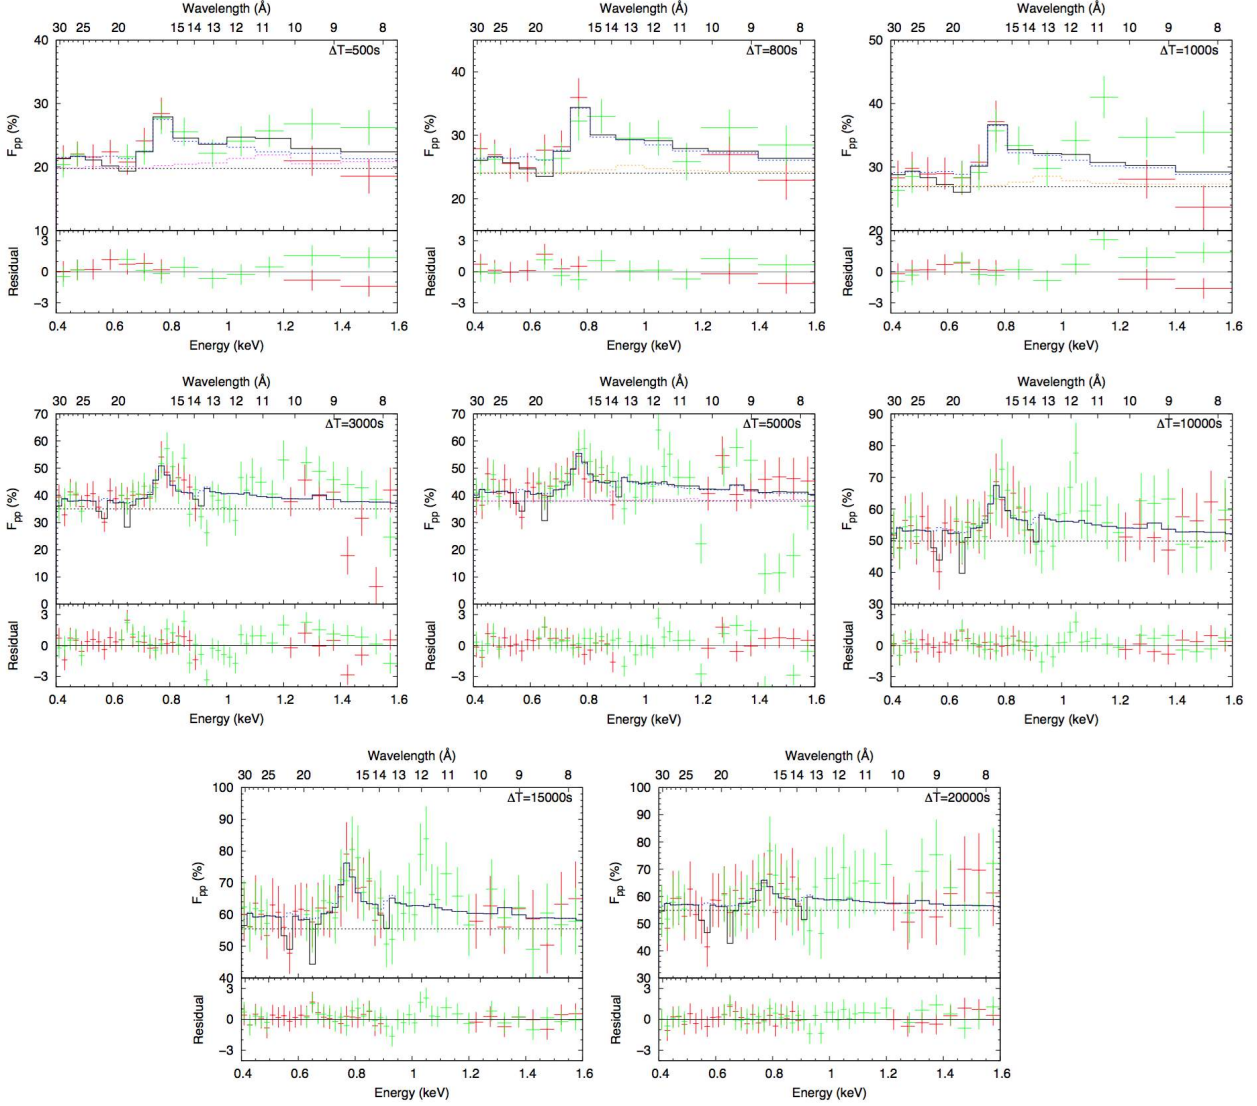 Wavelength (Å)
30 25 20 15 14 13 12 11 10 9 8
ΔT=500s
F_pp (%)
40
30
20
10
Residual
3
0
−3
0.4 0.6 0.8 1 1.2 1.4 1.6
Energy (keV)
Wavelength (Å)
30 25 20 15 14 13 12 11 10 9 8
ΔT=800s
F_pp (%)
40
30
20
Residual
3
0
−3
0.4 0.6 0.8 1 1.2 1.4 1.6
Energy (keV)
Wavelength (Å)
30 25 20 15 14 13 12 11 10 9 8
ΔT=1000s
F_pp (%)
50
40
30
20
Residual
3
0
−3
0.4 0.6 0.8 1 1.2 1.4 1.6
Energy (keV)
Wavelength (Å)
30 25 20 15 14 13 12 11 10 9 8
ΔT=3000s
F_pp (%)
70
60
50
40
30
20
10
0
Residual
3
0
−3
0.4 0.6 0.8 1 1.2 1.4 1.6
Energy (keV)
Wavelength (Å)
30 25 20 15 14 13 12 11 10 9 8
ΔT=5000s
F_pp (%)
70
60
50
40
30
20
10
0
Residual
3
0
−3
0.4 0.6 0.8 1 1.2 1.4 1.6
Energy (keV)
Wavelength (Å)
30 25 20 15 14 13 12 11 10 9 8
ΔT=10000s
F_pp (%)
90
80
70
60
50
40
30
Residual
3
0
−3
0.4 0.6 0.8 1 1.2 1.4 1.6
Energy (keV)
Wavelength (Å)
30 25 20 15 14 13 12 11 10 9 8
ΔT=15000s
F_pp (%)
100
90
80
70
60
50
40
Residual
3
0
−3
0.4 0.6 0.8 1 1.2 1.4 1.6
Energy (keV)
Wavelength (Å)
30 25 20 15 14 13 12 11 10 9 8
ΔT=20000s
F_pp (%)
100
90
80
70
60
50
40
30
Residual
3
0
−3
0.4 0.6 0.8 1 1.2 1.4 1.6
Energy (keV)